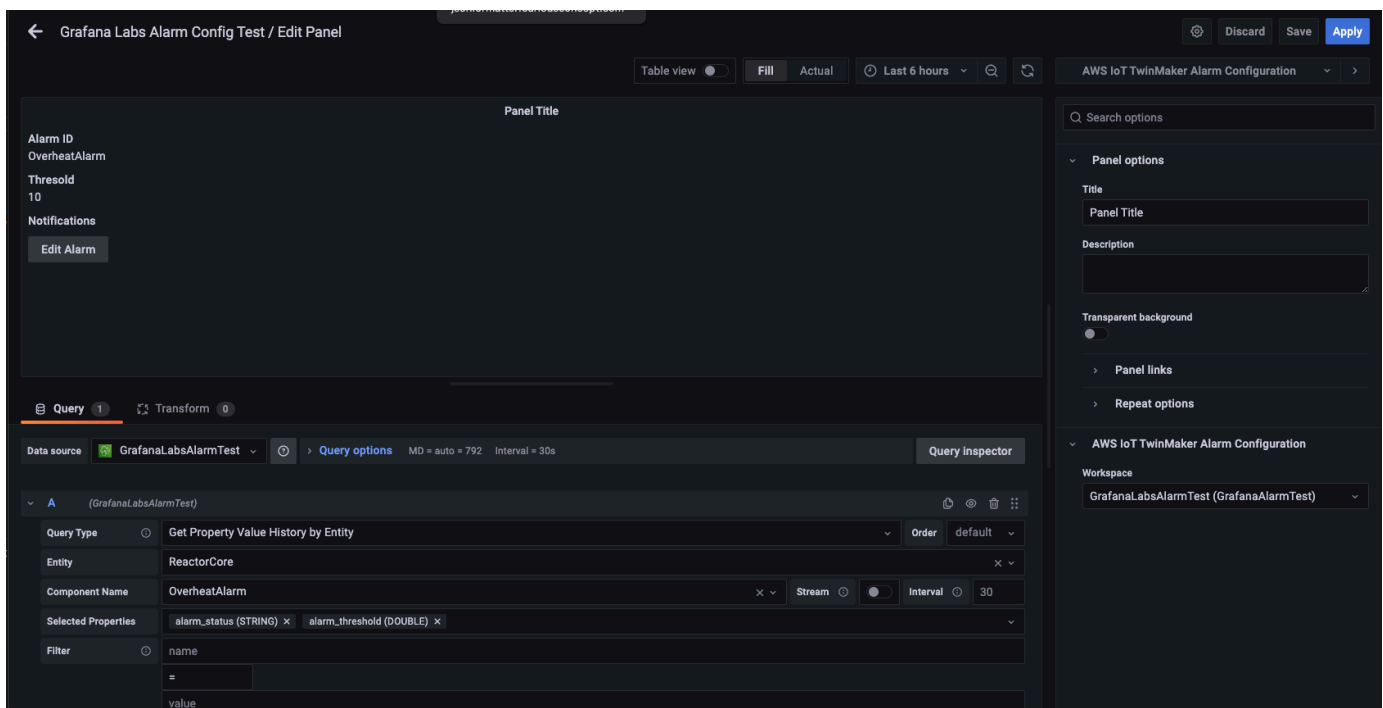 Grafana Labs Alarm Config Test / Edit Panel
Discard Save Apply
Table view Fill Actual Last 6 hours AWS IoT TwinMaker Alarm Configuration
Panel Title
Search options
Alarm ID
OverheatAlarm
Thresold
10
Notifications
Edit Alarm
Panel options
Title
Panel Title
Description
Transparent background
Panel links
Repeat options
AWS IoT TwinMaker Alarm Configuration
Workspace
GrafanaLabsAlarmTest (GrafanaAlarmTest)
Query 1 Transform 0
Data source GrafanaLabsAlarmTest Query options MD = auto = 792 Interval = 30s Query inspector
A (GrafanaLabsAlarmTest)
Query Type Get Property Value History by Entity Order default
Entity ReactorCore
Component Name OverheatAlarm Stream Interval 30
Selected Properties alarm_status (STRING) × alarm_threshold (DOUBLE) ×
Filter name
=
value